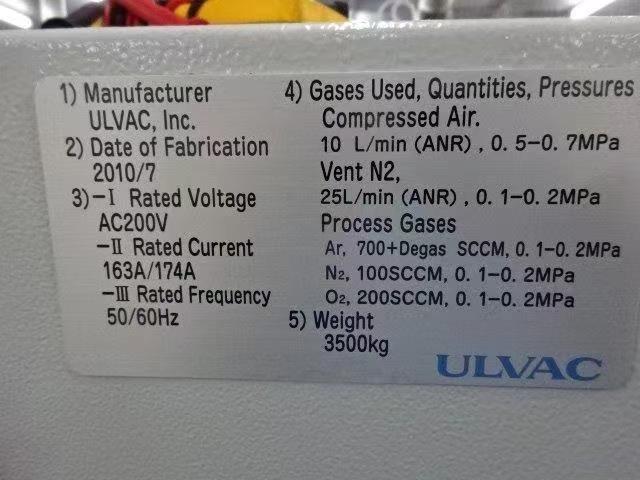 1) Manufacturer
ULVAC, Inc.
2) Date of Fabrication
2010/7
3)-Ⅰ Rated Voltage
AC200V
-Ⅱ Rated Current
163A/174A
-Ⅲ Rated Frequency
50/60Hz
4) Gases Used, Quantities, Pressures
Compressed Air.
10 L/min (ANR) , 0. 5-0. 7MPa
Vent N2,
25L/min (ANR) , 0. 1-0. 2MPa
Process Gases
Ar, 700+Degas SCCM, 0. 1-0. 2MPa
N₂, 100SCCM, 0. 1-0. 2MPa
O₂, 200SCCM, 0. 1-0. 2MPa
5) Weight
3500kg
ULVAC